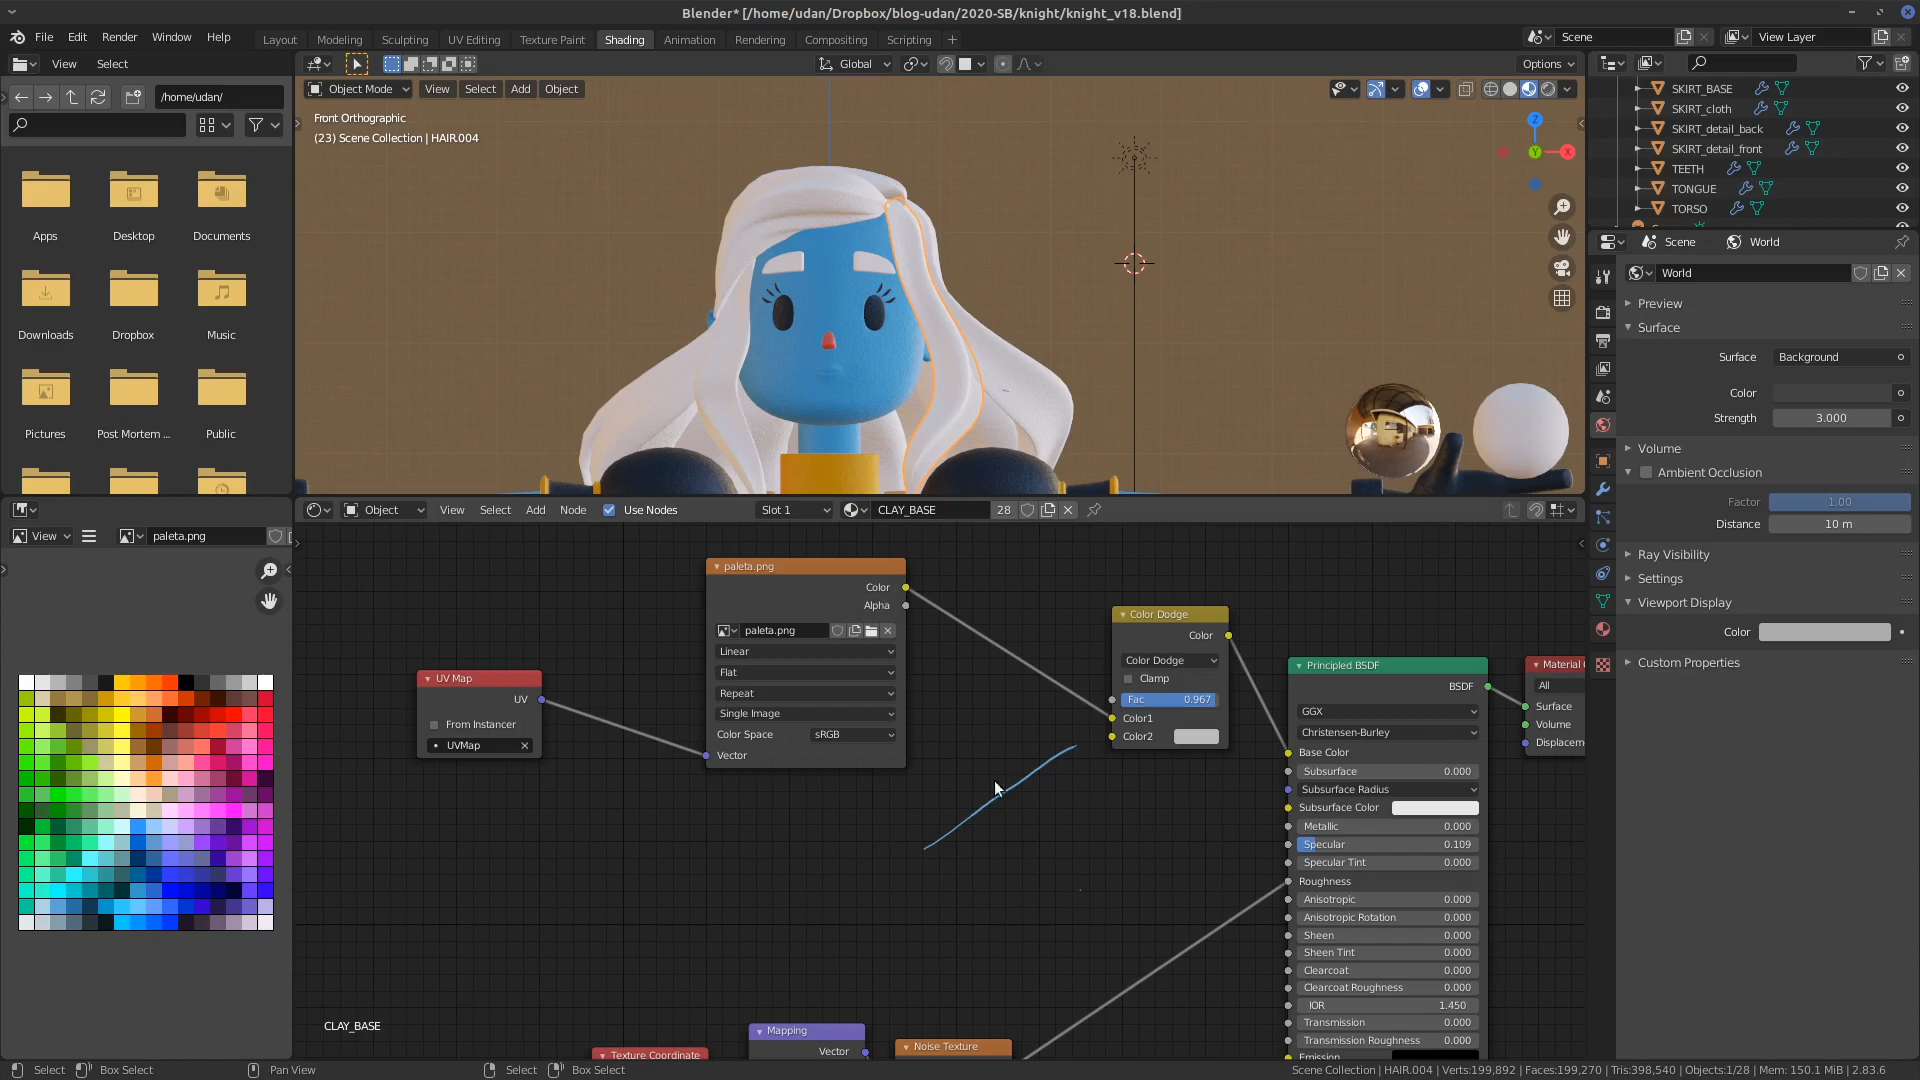 Blender* [/home/udan/Dropbox/blog-udan/2020-SB/knight/knight_v18.blend]
File Edit Render Window Help
Layout Modeling Sculpting UV Editing Texture Paint Shading Animation Rendering Compositing Scripting +
Scene
View Layer
View Select
Global
Options
/home/udan/
Object Mode View Select Add Object
Front Orthographic
(23) Scene Collection | HAIR.004
Z
Y
X
Apps Desktop Documents
Downloads Dropbox Music
Pictures Post Mortem ... Public
SKIRT_BASE
SKIRT_cloth
SKIRT_detail_back
SKIRT_detail_front
TEETH
TONGUE
TORSO
Scene World
World
Preview
Surface
Surface Background
Color
Strength 3.000
Volume
Ambient Occlusion
Factor 1.00
Distance 10 m
Ray Visibility
Settings
Viewport Display
Color
Custom Properties
View paleta.png
Object View Select Add Node Use Nodes Slot 1 CLAY_BASE 28
UV Map
UV
From Instancer
UVMap
paleta.png
Color
Alpha
paleta.png
Linear
Flat
Repeat
Single Image
Color Space sRGB
Vector
Color Dodge
Color
Color Dodge
Clamp
Fac 0.967
Color1
Color2
Principled BSDF
BSDF
GGX
Christensen-Burley
Base Color
Subsurface 0.000
Subsurface Radius
Subsurface Color
Metallic 0.000
Specular 0.109
Specular Tint 0.000
Roughness
Anisotropic 0.000
Anisotropic Rotation 0.000
Sheen 0.000
Sheen Tint 0.000
Clearcoat 0.000
Clearcoat Roughness 0.000
IOR 1.450
Transmission 0.000
Transmission Roughness 0.000
Emission
Material
All
Surface
Volume
Displacem
CLAY_BASE
Texture Coordinate
Mapping
Vector
Noise Texture
Select Box Select Pan View Select Box Select
Scene Collection | HAIR.004 | Verts:199,892 | Faces:199,270 | Tris:398,540 | Objects:1/28 | Mem: 150.1 MiB | 2.83.6